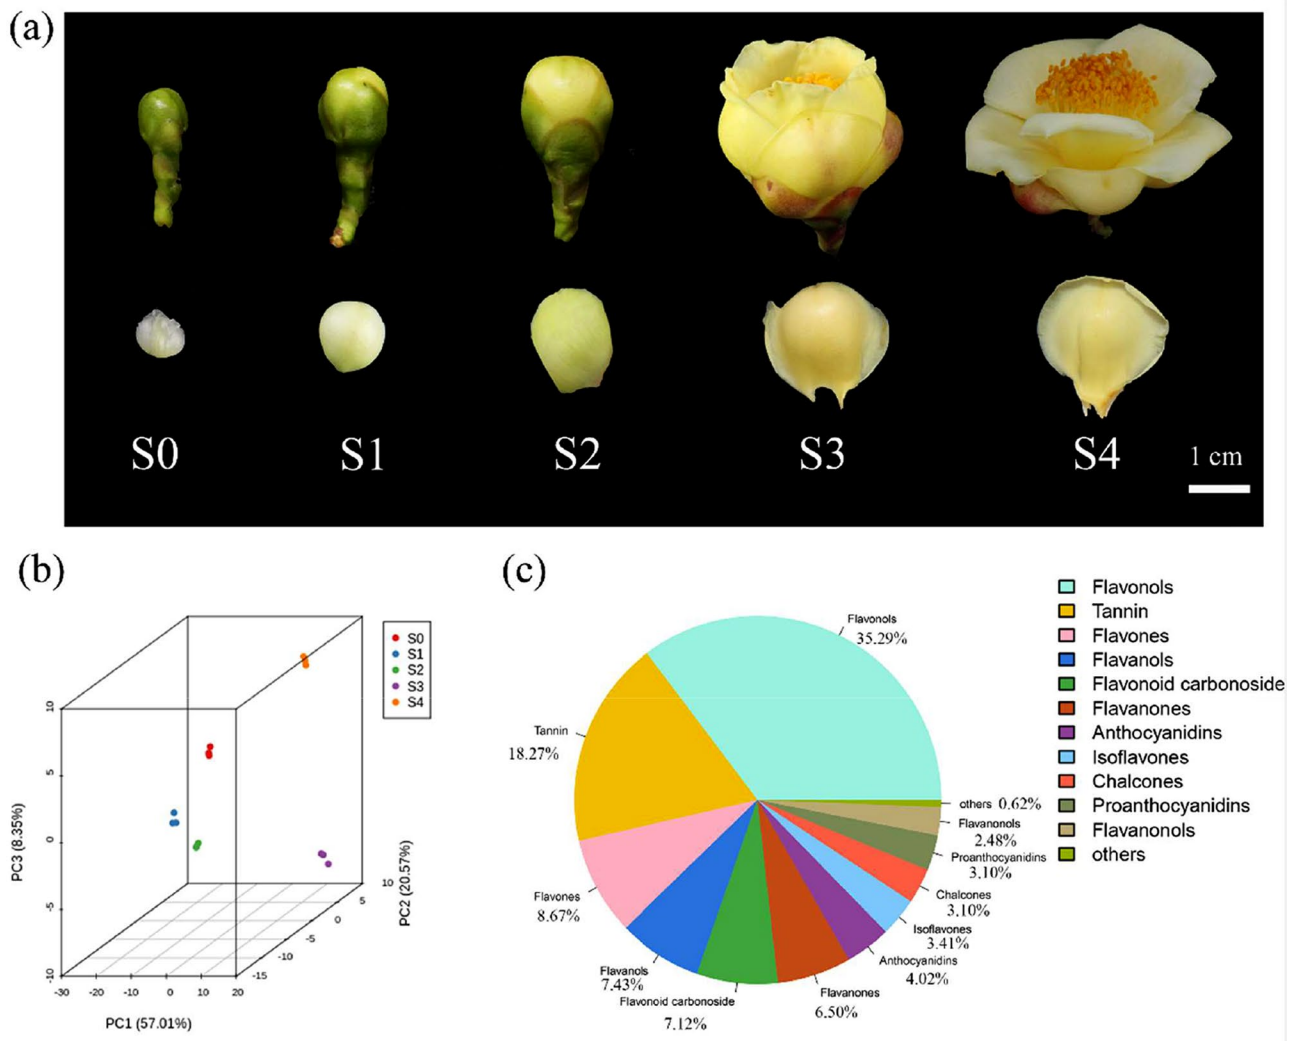 (a)
S0
S1
S2
S3
S4
1 cm
(b)
S0
S1
S2
S3
S4
10
5
0
-5
-10
PC3 (8.35%)
-30
-20
-10
0
10
20
PC1 (57.01%)
-15
-10
-5
0
5
10
PC2 (20.57%)
(c)
Flavonols
35.29%
Tannin
18.27%
Flavones
8.67%
Flavanols
7.43%
Flavonoid carbonoside
7.12%
Flavanones
6.50%
Anthocyanidins
4.02%
Isoflavones
3.41%
Chalcones
3.10%
Proanthocyanidins
3.10%
Flavanonols
2.48%
others 0.62%
Flavonols
Tannin
Flavones
Flavanols
Flavonoid carbonoside
Flavanones
Anthocyanidins
Isoflavones
Chalcones
Proanthocyanidins
Flavanonols
others